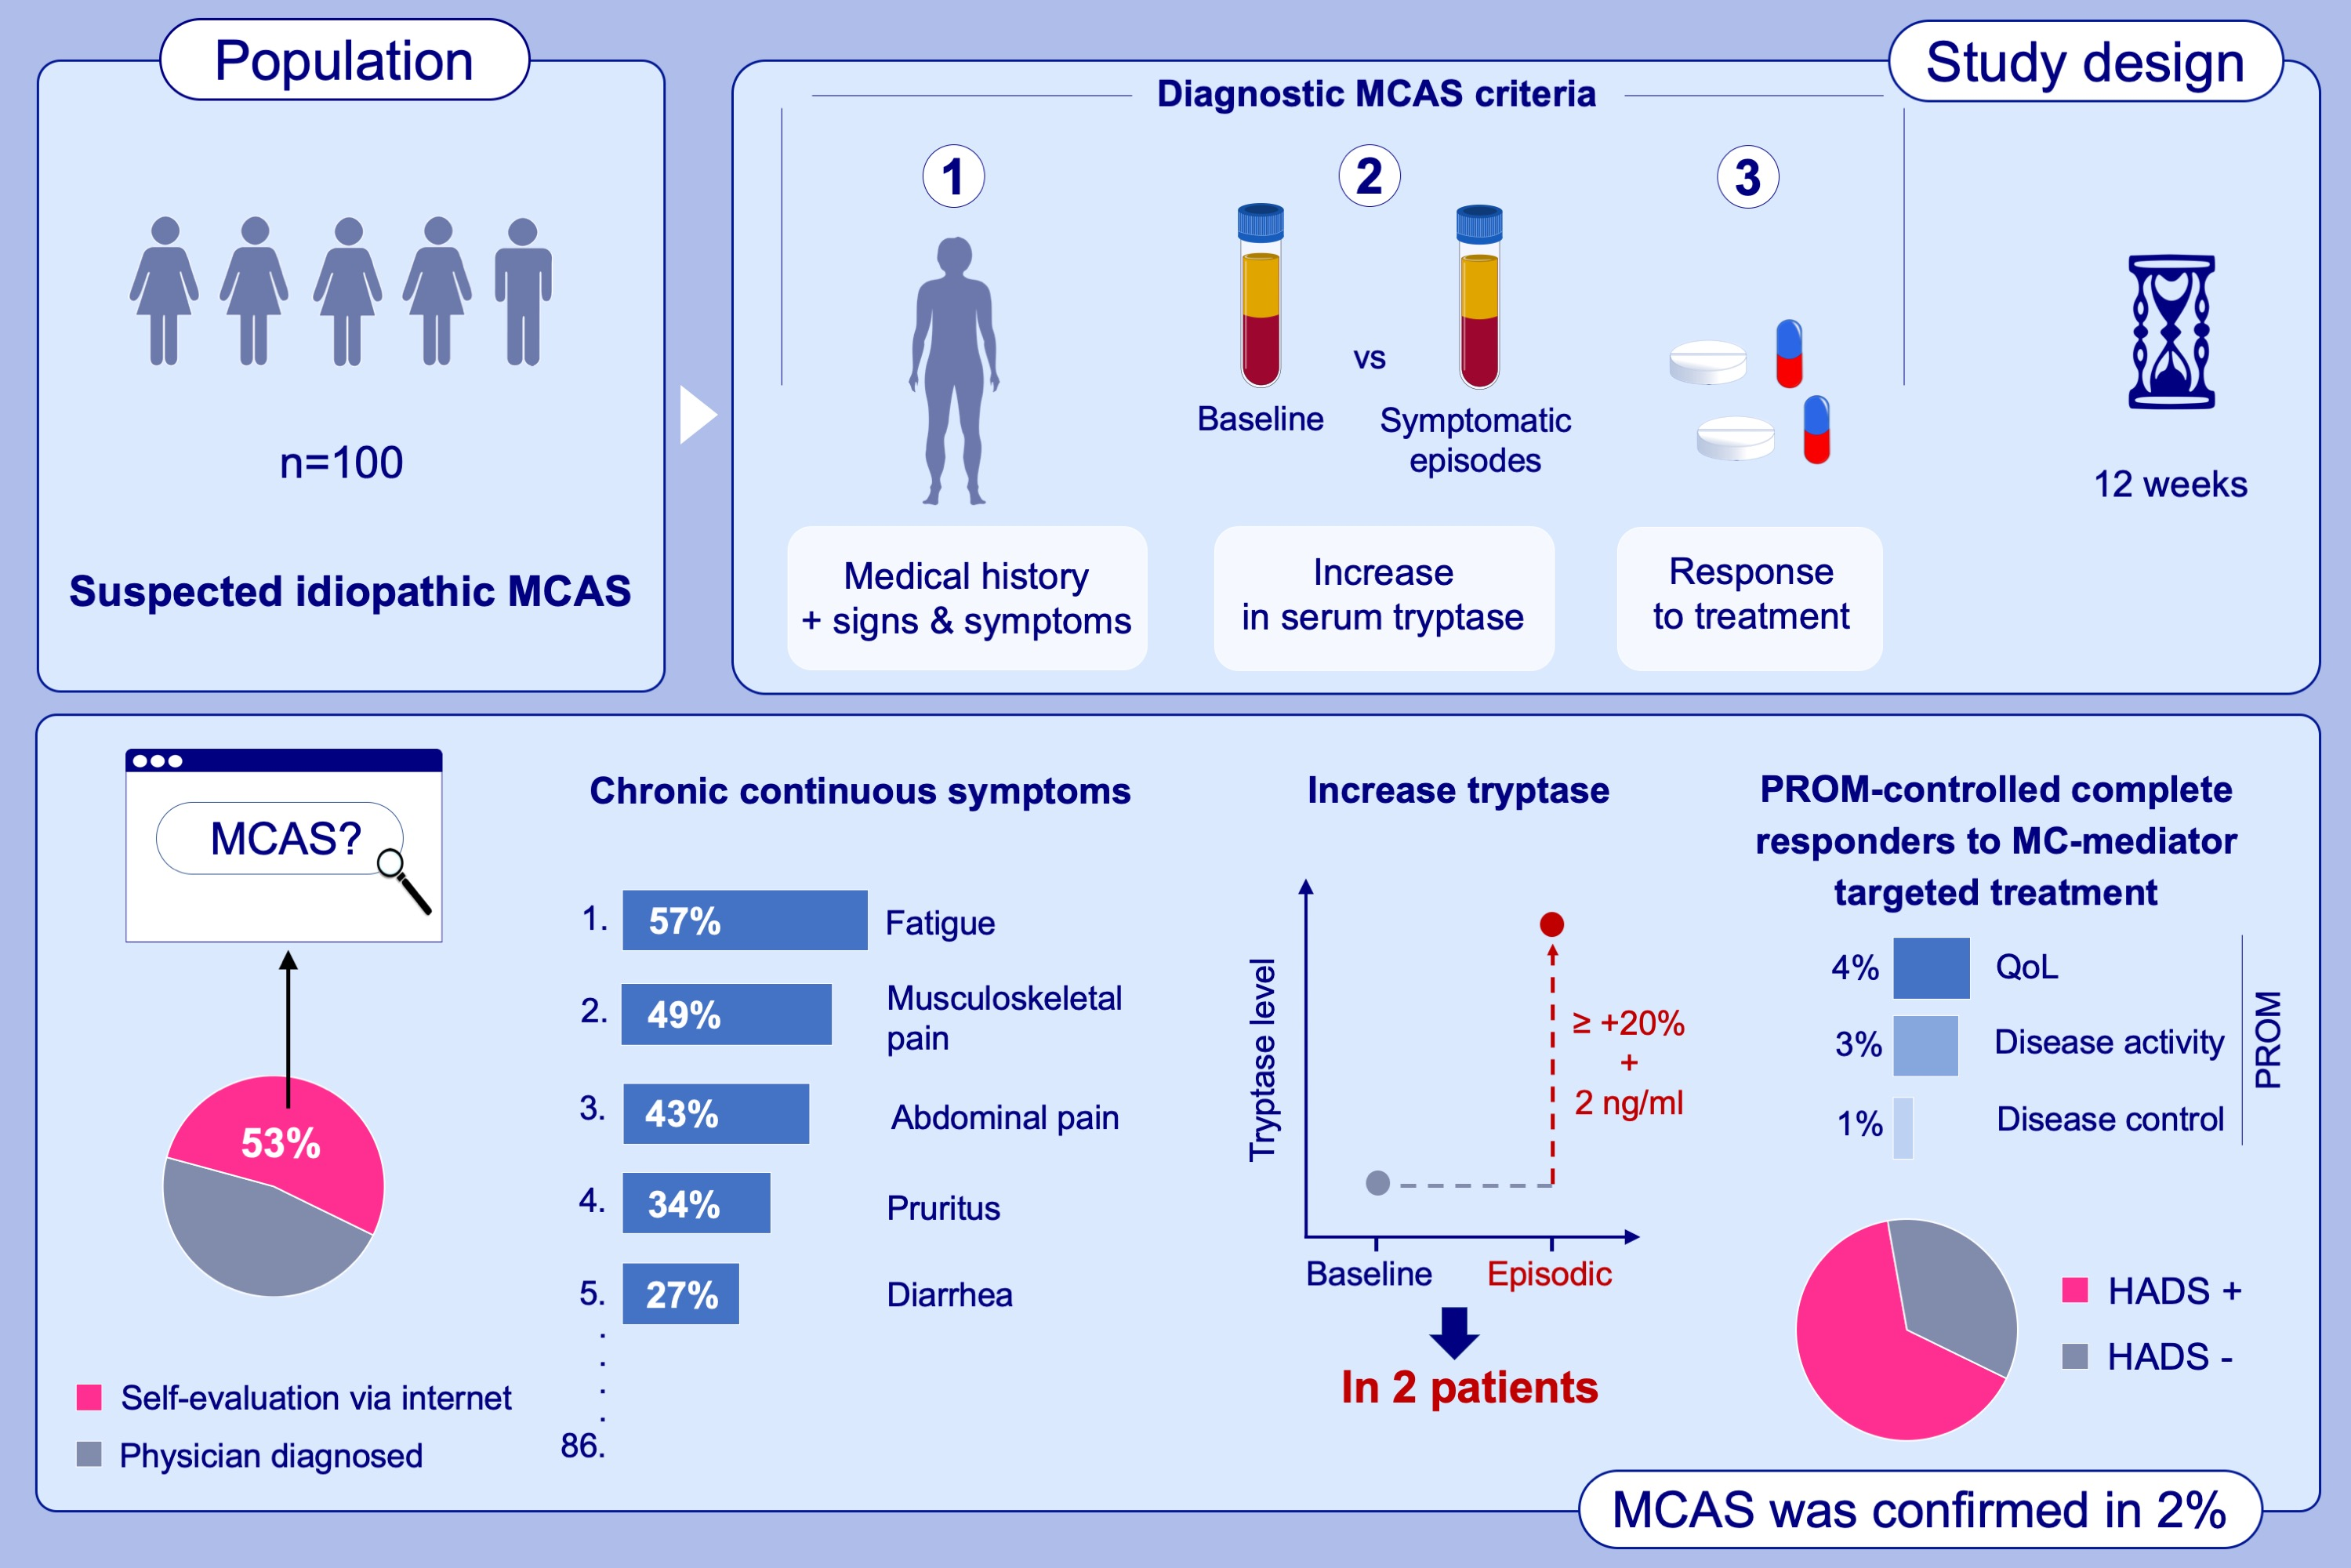 Population
n=100
Suspected idiopathic MCAS
Study design
Diagnostic MCAS criteria
1
2
3
vs
Baseline
Symptomatic
episodes
12 weeks
Medical history
+ signs & symptoms
Increase
in serum tryptase
Response
to treatment
MCAS?
53%
Self-evaluation via internet
Physician diagnosed
Chronic continuous symptoms
1. 57% Fatigue
2. 49% Musculoskeletal
pain
3. 43% Abdominal pain
4. 34% Pruritus
5. 27% Diarrhea
.
.
.
.
86.
Increase tryptase
Tryptase level
≥ +20%
+
2 ng/ml
Baseline
Episodic
In 2 patients
PROM-controlled complete
responders to MC-mediator
targeted treatment
4% QoL
3% Disease activity
1% Disease control
PROM
HADS +
HADS -
MCAS was confirmed in 2%